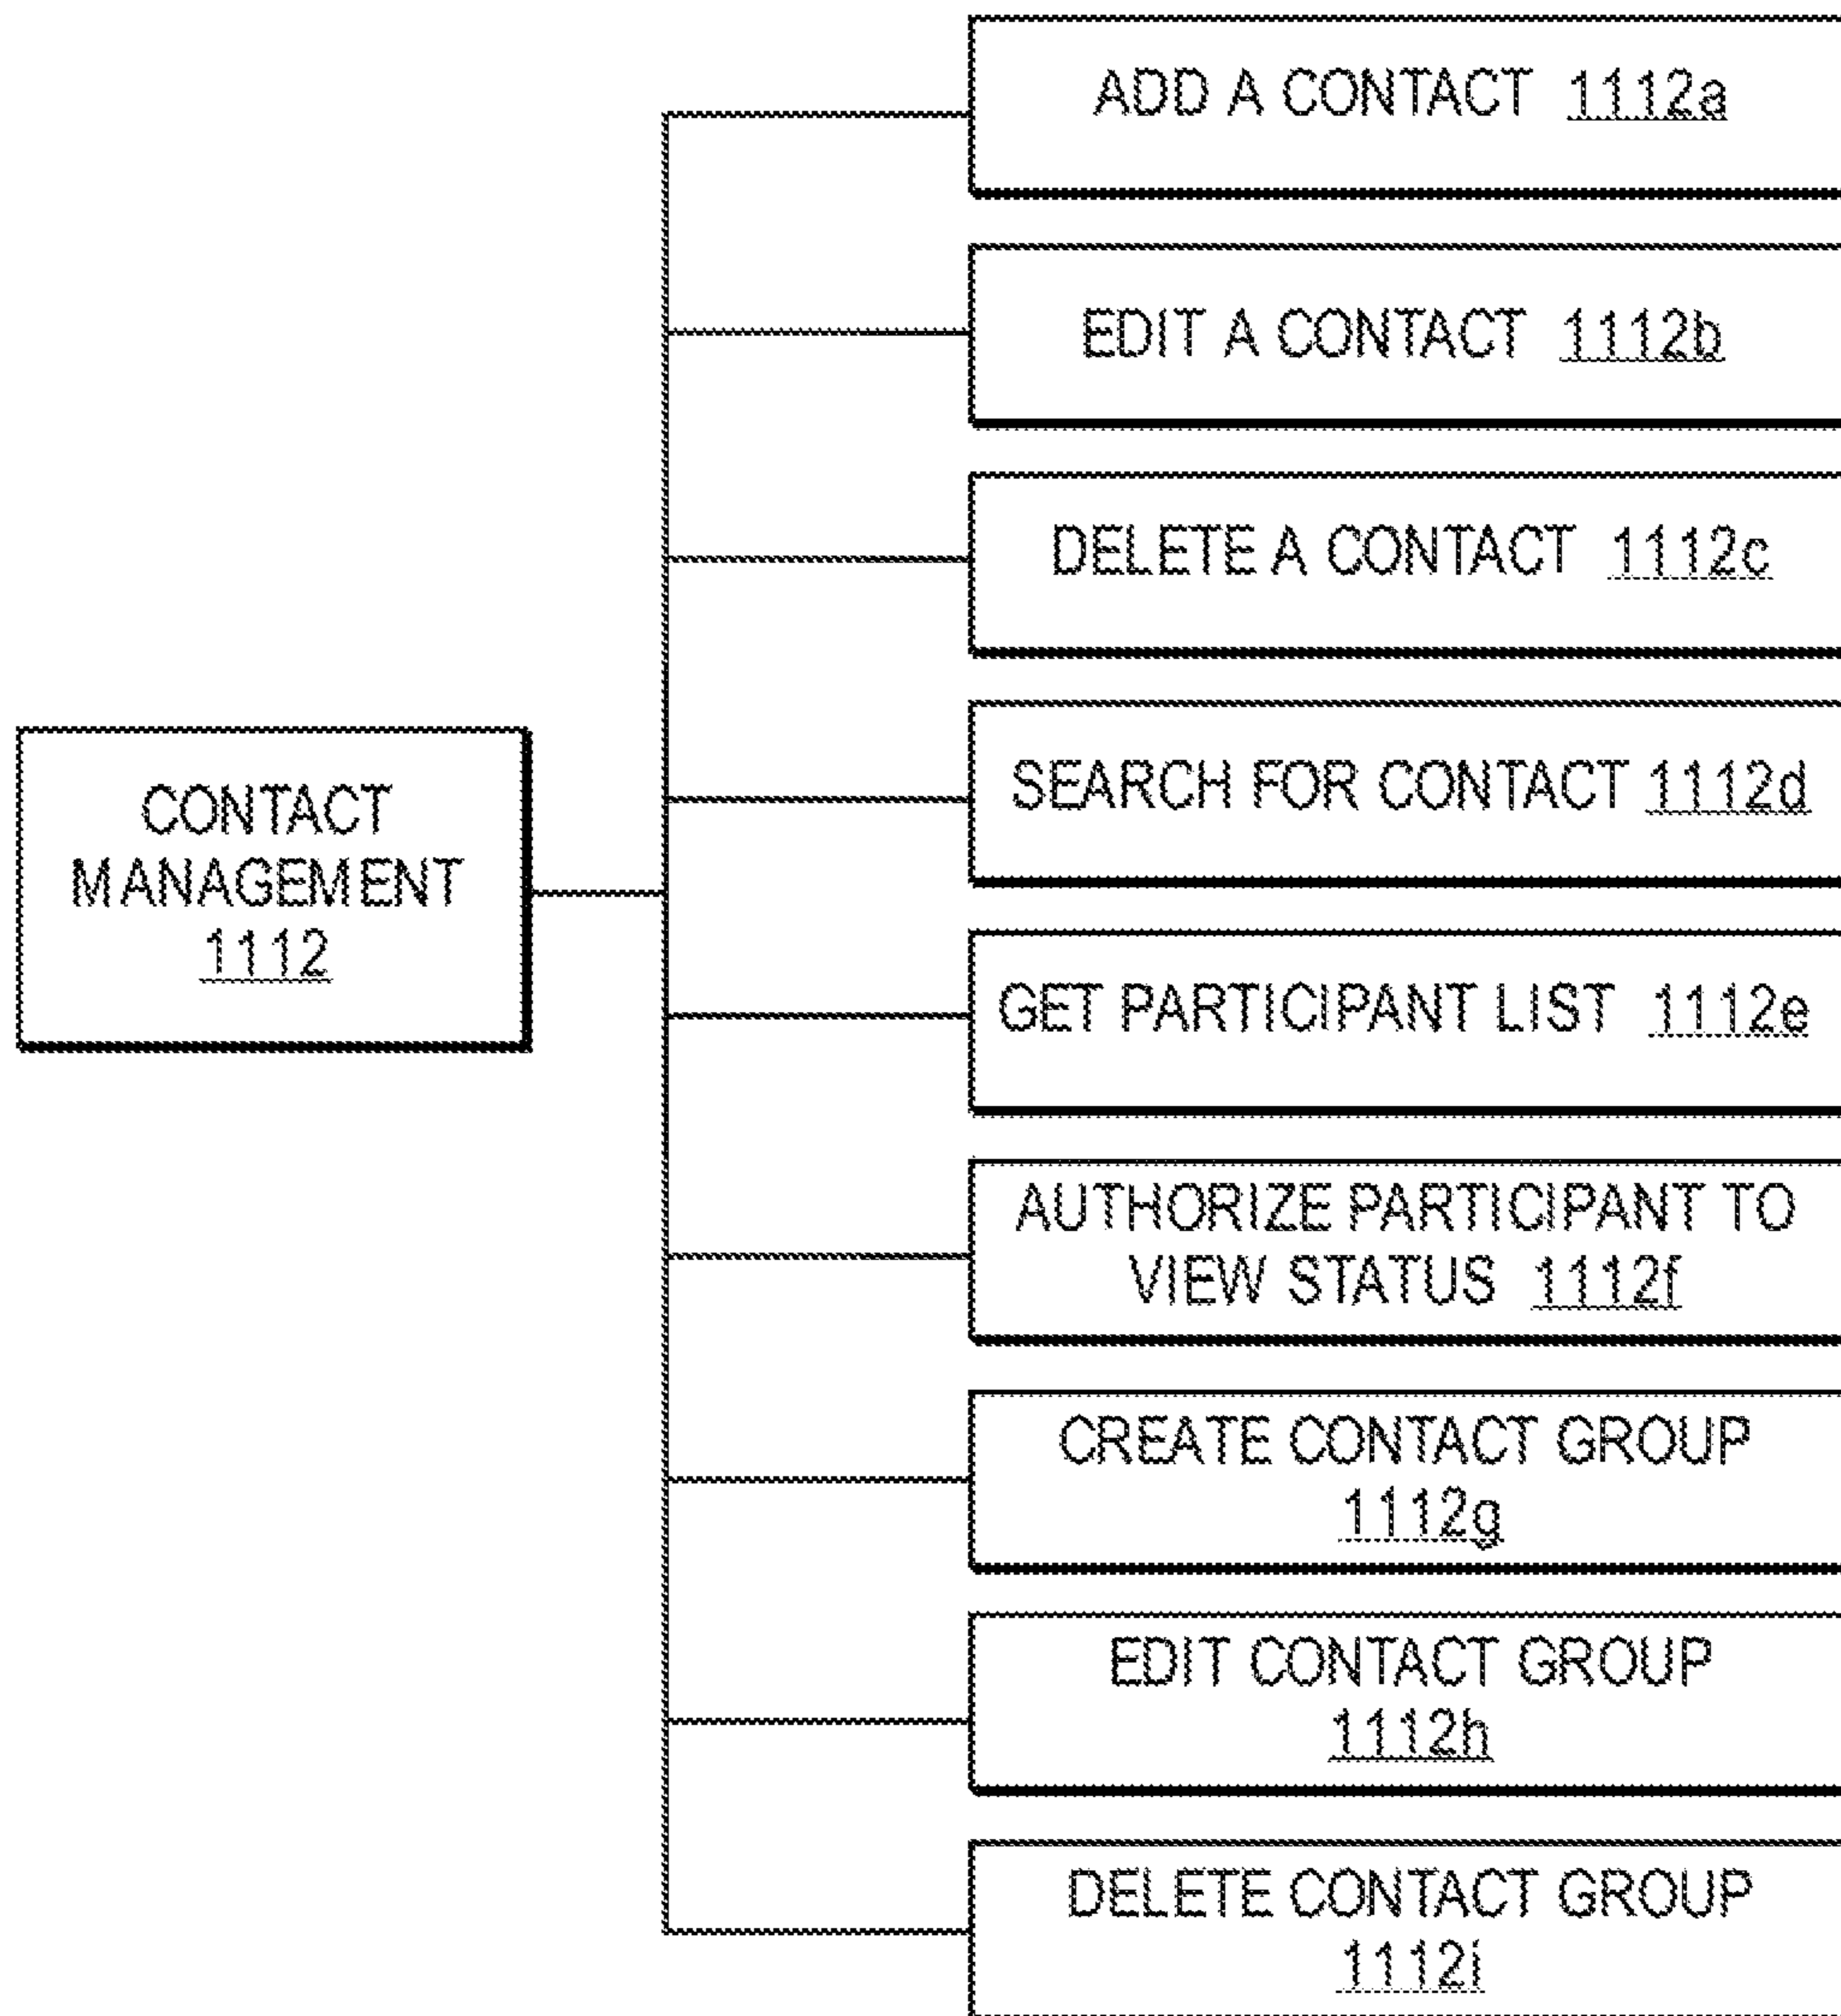 ADD A CONTACT 1112a
EDIT A CONTACT 1112b
DELETE A CONTACT 1112c
SEARCH FOR CONTACT 1112d
CONTACT
MANAGEMENT
1112
GET PARTICIPANT LIST 1112e
AUTHORIZE PARTICIPANT TO
VIEW STATUS 1112f
CREATE CONTACT GROUP
1112g
EDIT CONTACT GROUP
1112h
DELETE CONTACT GROUP
1112i